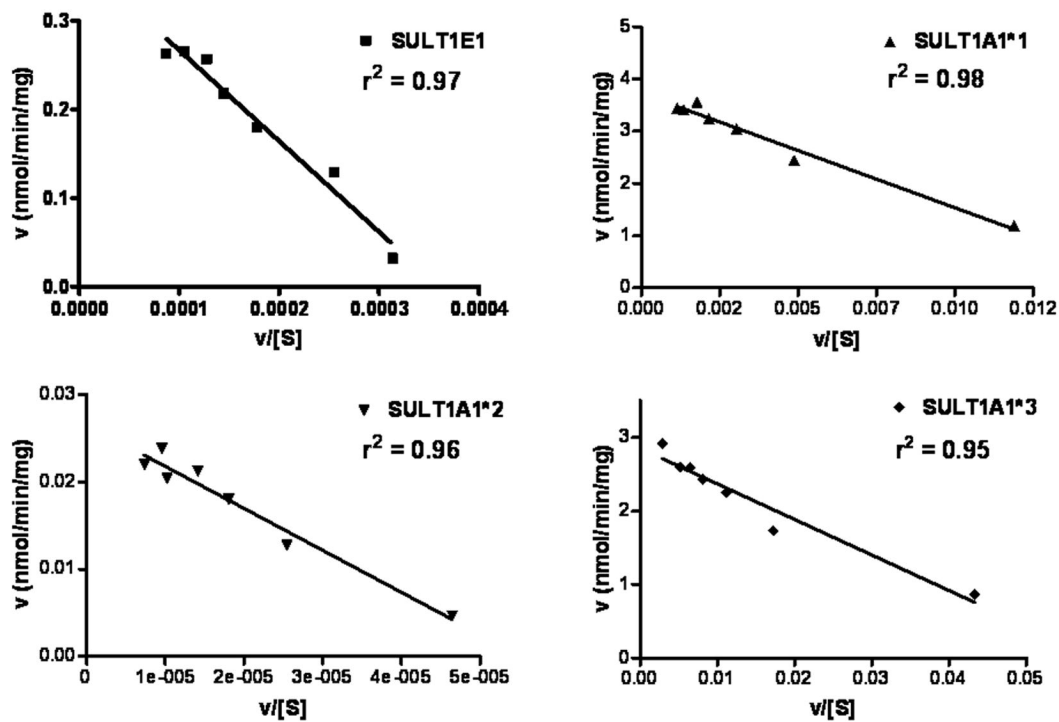 SULT1E1
r² = 0.97
v (nmol/min/mg)
0.3
0.2
0.1
0.0
0.0000
0.0001
0.0002
0.0003
0.0004
v/[S]
SULT1A1*1
r² = 0.98
v (nmol/min/mg)
5
4
3
2
1
0
0.000
0.002
0.005
0.007
0.010
0.012
v/[S]
SULT1A1*2
r² = 0.96
v (nmol/min/mg)
0.03
0.02
0.01
0.00
0
1e-005
2e-005
3e-005
4e-005
5e-005
v/[S]
SULT1A1*3
r² = 0.95
v (nmol/min/mg)
3
2
1
0
0.00
0.01
0.02
0.03
0.04
0.05
v/[S]